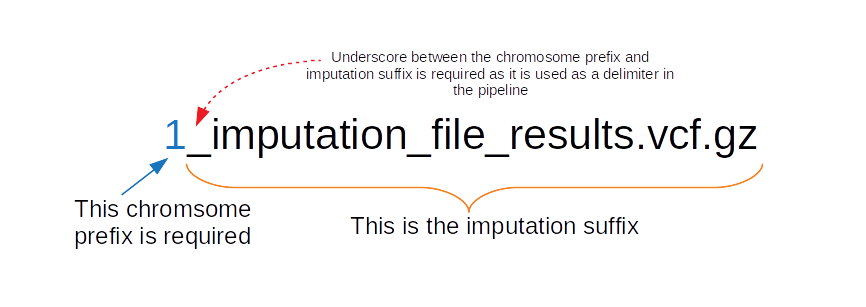 Underscore between the chromosome prefix and
imputation suffix is required as it is used as a delimiter in
the pipeline
1_imputation_file_results.vcf.gz
This chromsome
prefix is required
This is the imputation suffix